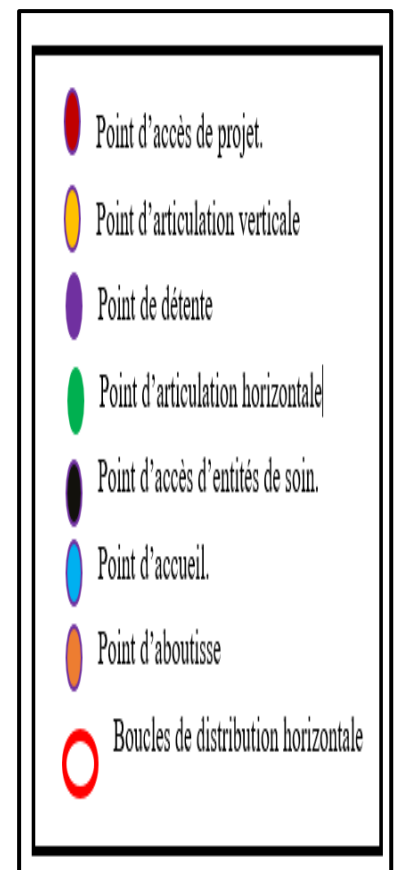 Point d’accès de projet.
Point d’articulation verticale
Point de détente
Point d’articulation horizontale
Point d’accès d’entités de soin.
Point d’accueil.
Point d’aboutisse
Boucles de distribution horizontale